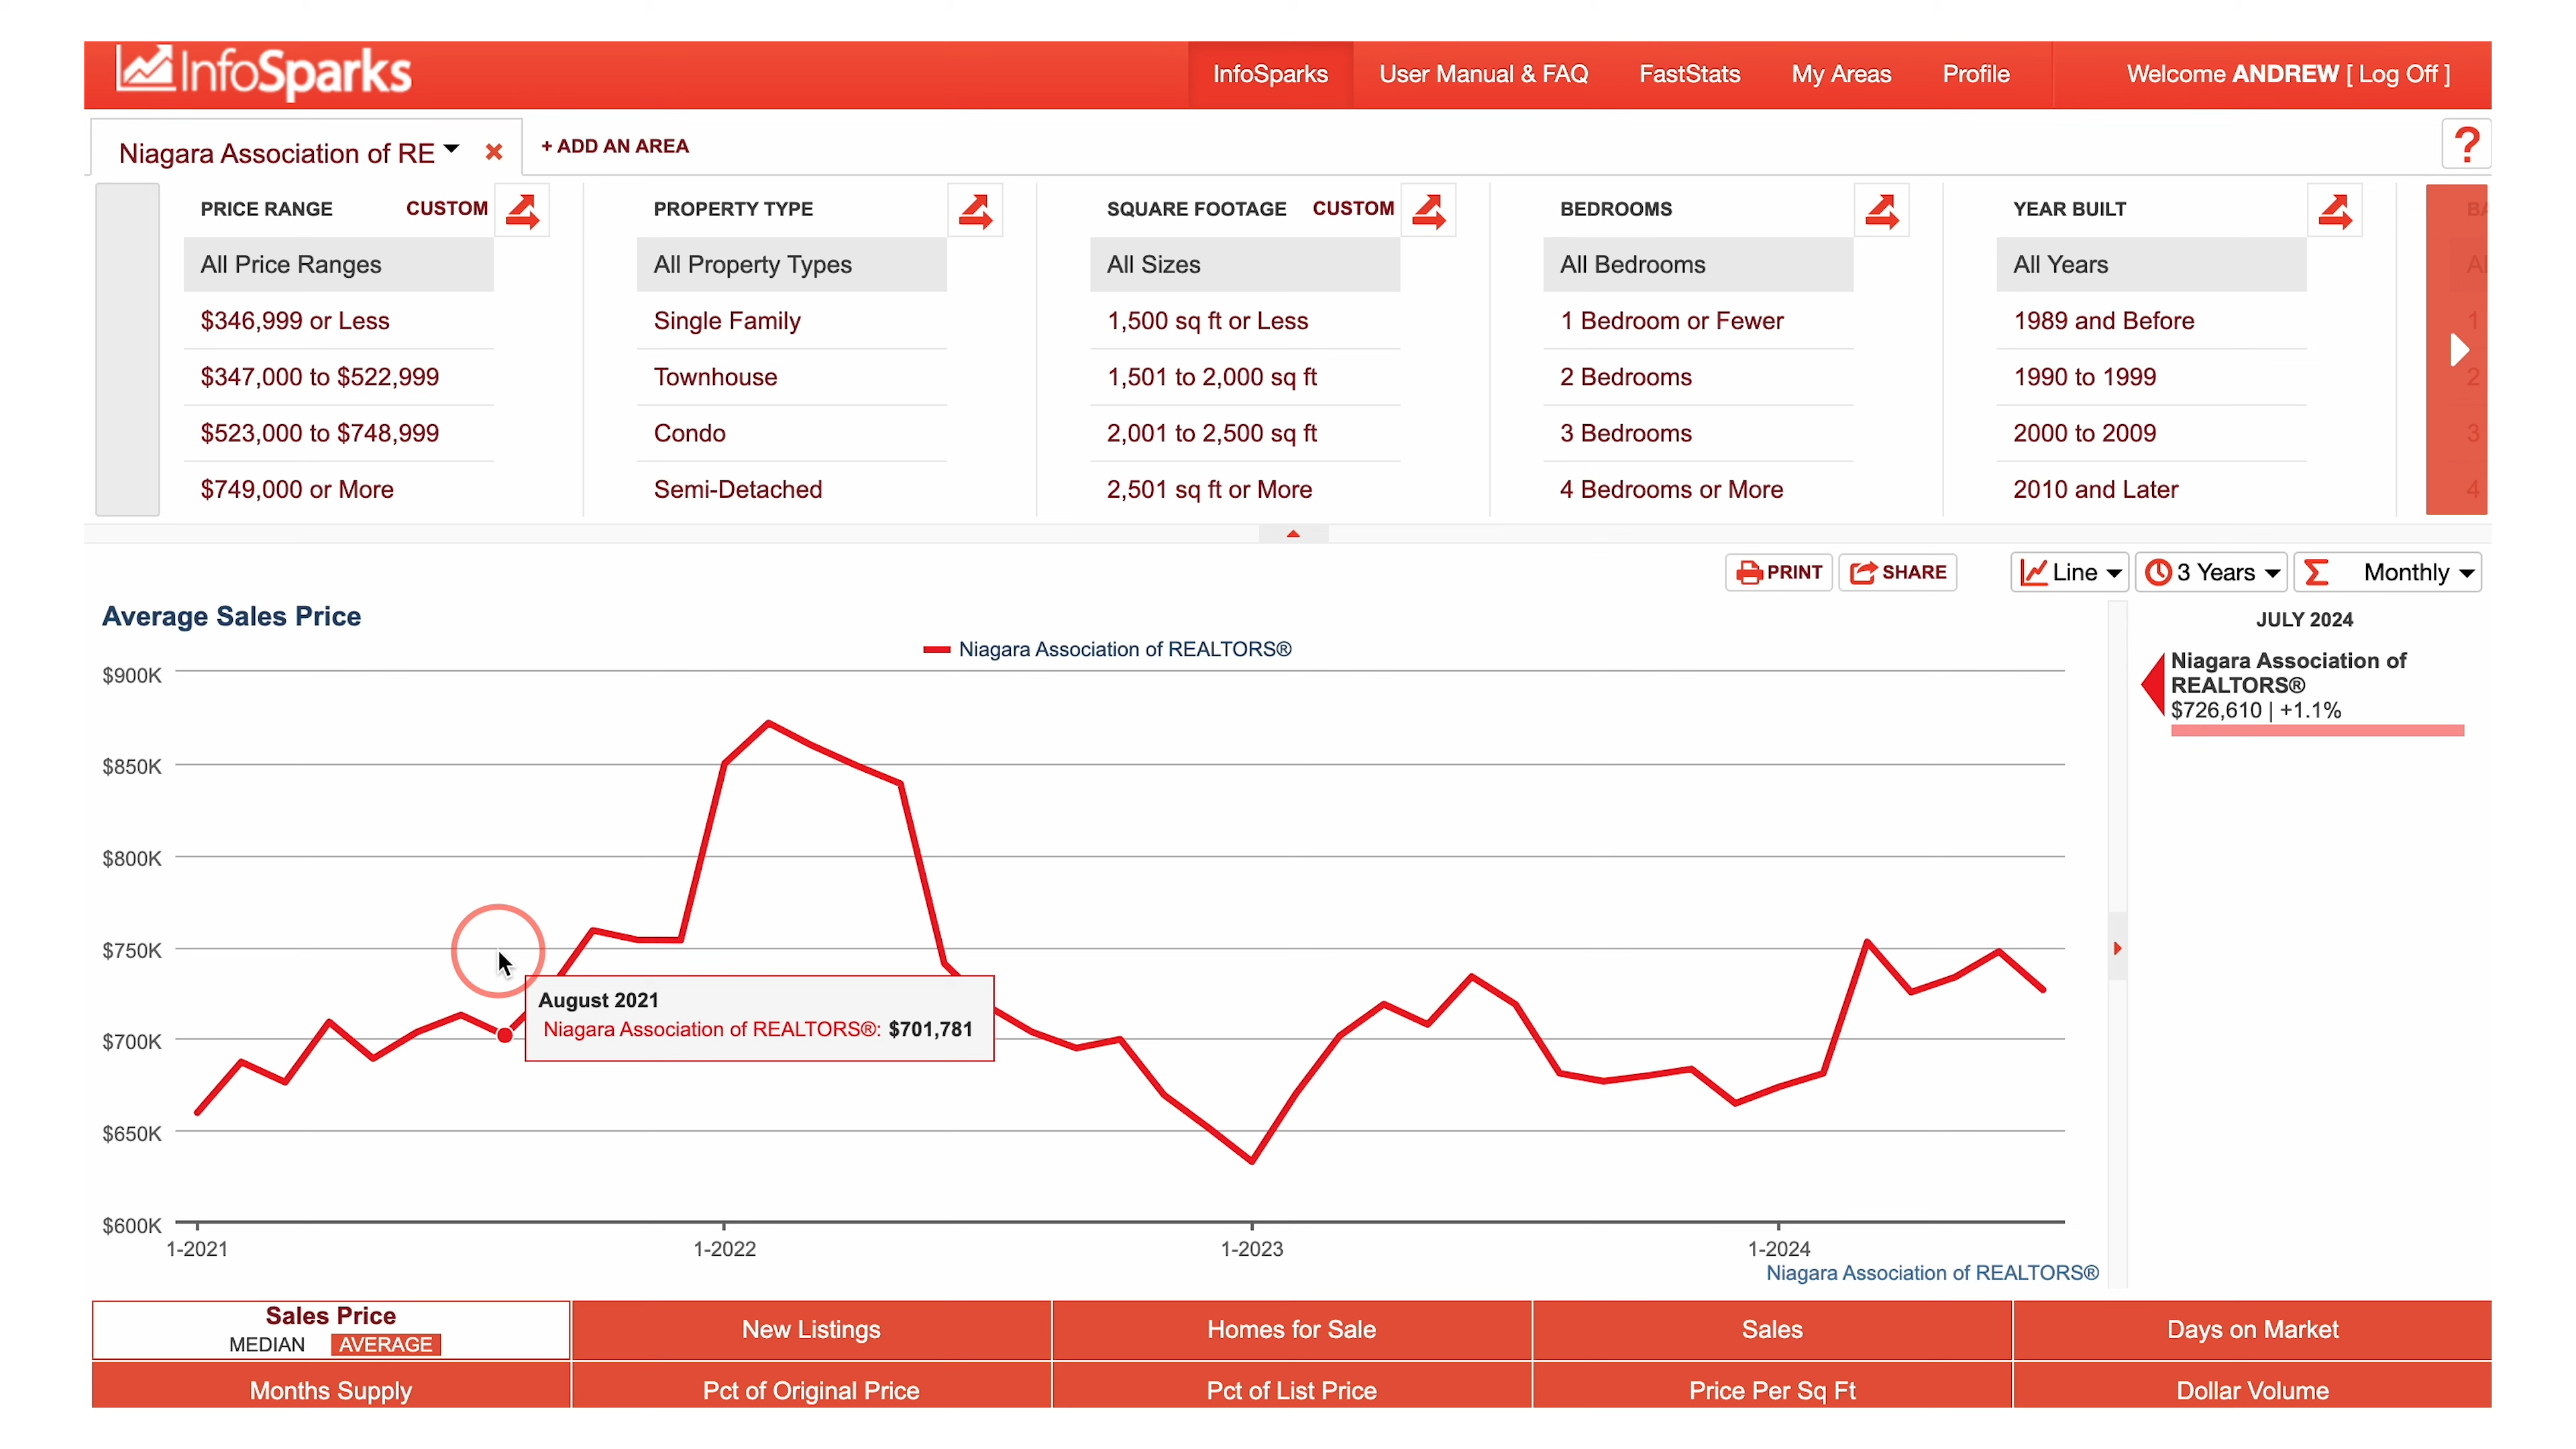 InfoSparks
InfoSparks User Manual & FAQ FastStats My Areas Profile Welcome ANDREW [ Log Off ]
Niagara Association of RE + ADD AN AREA ?
PRICE RANGE CUSTOM
All Price Ranges
$346,999 or Less
$347,000 to $522,999
$523,000 to $748,999
$749,000 or More
PROPERTY TYPE
All Property Types
Single Family
Townhouse
Condo
Semi-Detached
SQUARE FOOTAGE CUSTOM
All Sizes
1,500 sq ft or Less
1,501 to 2,000 sq ft
2,001 to 2,500 sq ft
2,501 sq ft or More
BEDROOMS
All Bedrooms
1 Bedroom or Fewer
2 Bedrooms
3 Bedrooms
4 Bedrooms or More
YEAR BUILT
All Years
1989 and Before
1990 to 1999
2000 to 2009
2010 and Later
1
2
3
4
PRINT SHARE Line 3 Years Σ Monthly
Average Sales Price
Niagara Association of REALTORS®
$900K
$850K
$800K
$750K
$700K
$650K
$600K
August 2021
Niagara Association of REALTORS®: $701,781
1-2021 1-2022 1-2023 1-2024
Niagara Association of REALTORS®
JULY 2024
Niagara Association of
REALTORS®
$726,610 | +1.1%
Sales Price
MEDIAN AVERAGE
New Listings
Homes for Sale
Sales
Days on Market
Months Supply
Pct of Original Price
Pct of List Price
Price Per Sq Ft
Dollar Volume